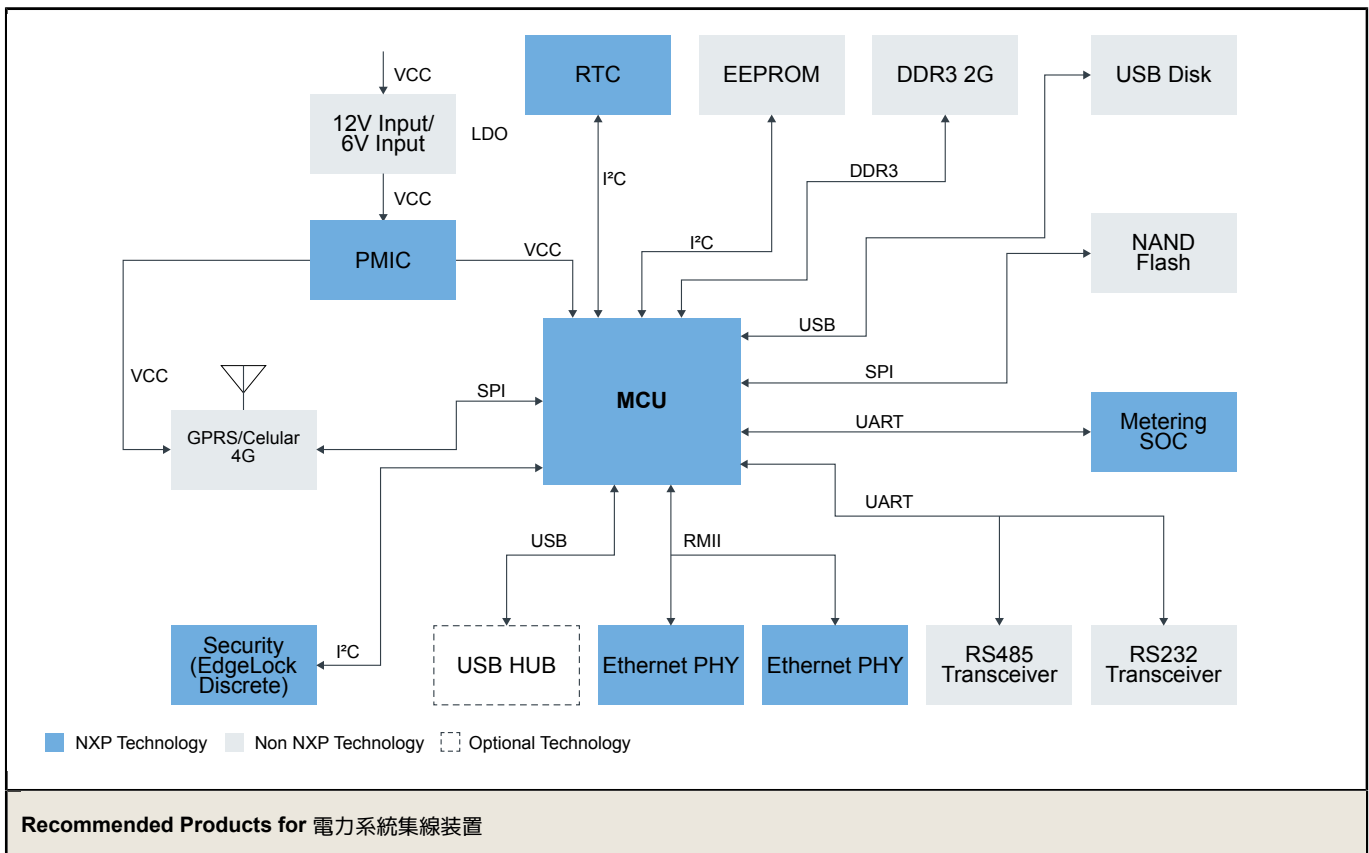 VCC
12V Input/
6V Input
LDO
VCC
PMIC
VCC
VCC
RTC
I²C
EEPROM
I²C
DDR3 2G
DDR3
USB Disk
USB
NAND
Flash
SPI
MCU
SPI
GPRS/Celular
4G
UART
Metering
SOC
UART
USB
RMII
Security
(EdgeLock
Discrete)
I²C
USB HUB
Ethernet PHY
Ethernet PHY
RS485
Transceiver
RS232
Transceiver
NXP Technology
Non NXP Technology
Optional Technology
Recommended Products for 電力系統集線裝置